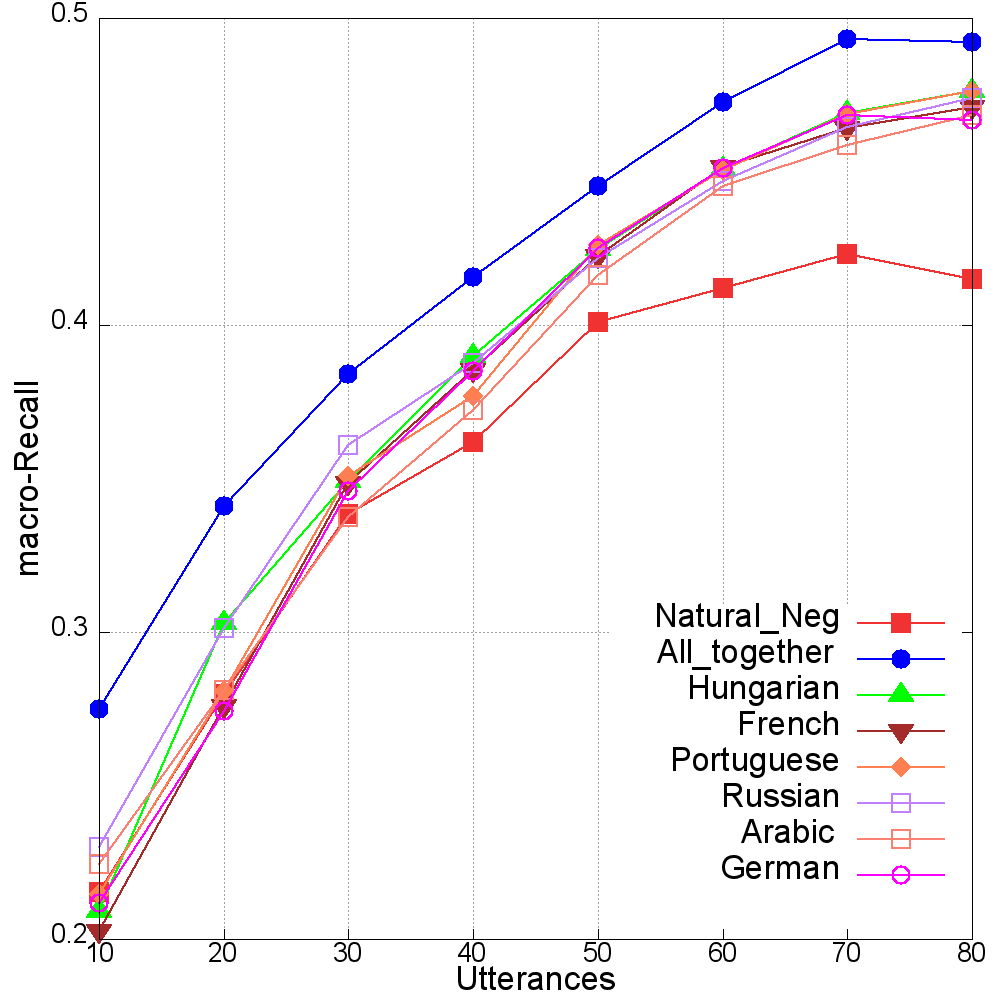 0.5
0.4
0.3
0.2
macro-Recall
Natural_Neg
All_together
Hungarian
French
Portuguese
Russian
Arabic
German
10 20 30 40 50 60 70 80
Utterances